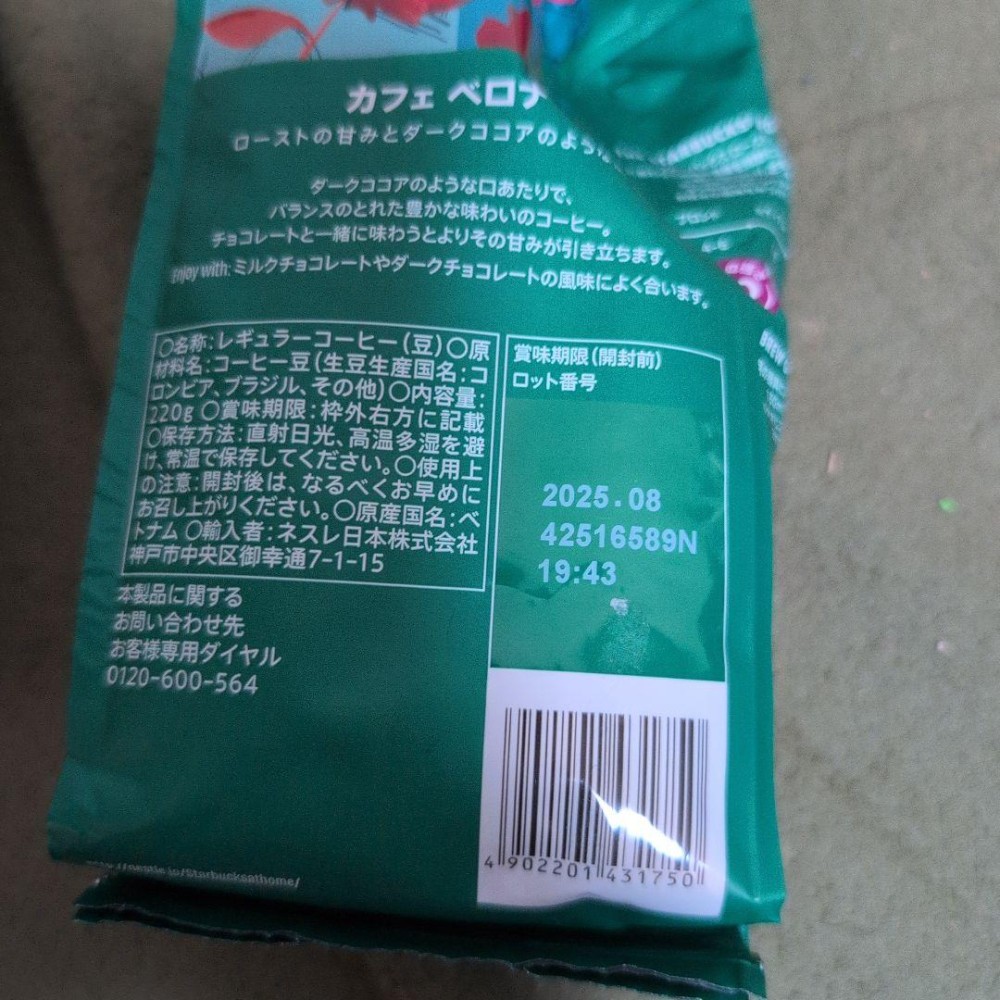 カフェ ベロナ
ローストの甘みとダークココアのような
ダークココアのような口あたりで、
バランスのとれた豊かな味わいのコーヒー。
チョコレートと一緒に味わうとよりその甘みが引き立ちます。
Enjoy with: ミルクチョコレートやダークチョコレートの風味によく合います。
〇名称:レギュラーコーヒー(豆)〇原
材料名:コーヒー豆(生豆生産国名:コ
ロンビア、ブラジル、その他)〇内容量:
220g 〇賞味期限:枠外右方に記載
〇保存方法:直射日光、高温多湿を避
け、常温で保存してください。〇使用上
の注意:開封後は、なるべくお早めに
お召し上がりください。〇原産国名:ベ
トナム 〇輸入者:ネスレ日本株式会社
神戸市中央区御幸通7-1-15
賞味期限(開封前)
ロット番号
2025.08
42516589N
19:43
本製品に関する
お問い合わせ先
お客様専用ダイヤル
0120-600-564
4 902201 431750